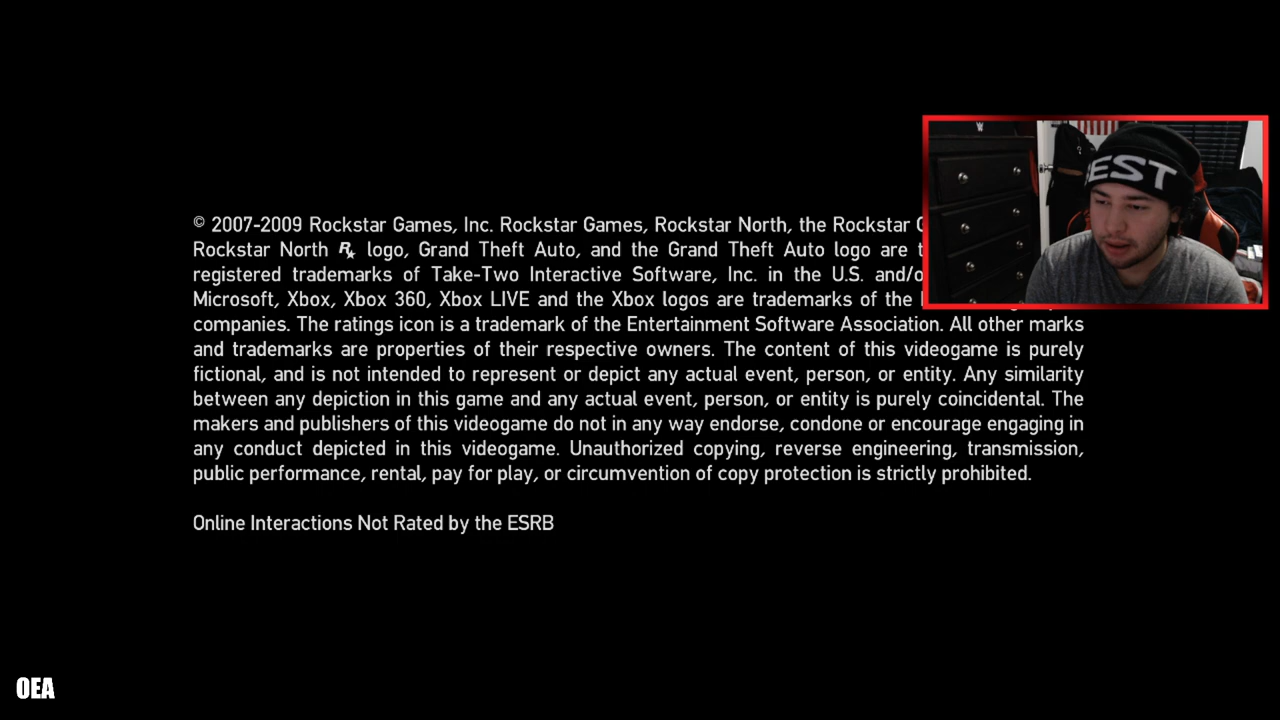 © 2007-2009 Rockstar Games, Inc. Rockstar Games, Rockstar North, the Rockstar
Rockstar North logo, Grand Theft Auto, and the Grand Theft Auto logo are
registered trademarks of Take-Two Interactive Software, Inc. in the U.S.
Microsoft, Xbox, Xbox 360, Xbox LIVE and the Xbox logos are trademarks of the
companies. The ratings icon is a trademark of the Entertainment Software Association. All other marks
and trademarks are properties of their respective owners. The content of this videogame is purely
fictional, and is not intended to represent or depict any actual event, person, or entity. Any similarity
between any depiction in this game and any actual event, person, or entity is purely coincidental. The
makers and publishers of this videogame do not in any way endorse, condone or encourage engaging in
any conduct depicted in this videogame. Unauthorized copying, reverse engineering, transmission,
public performance, rental, pay for play, or circumvention of copy protection is strictly prohibited.
Online Interactions Not Rated by the ESRB
EST
OEA